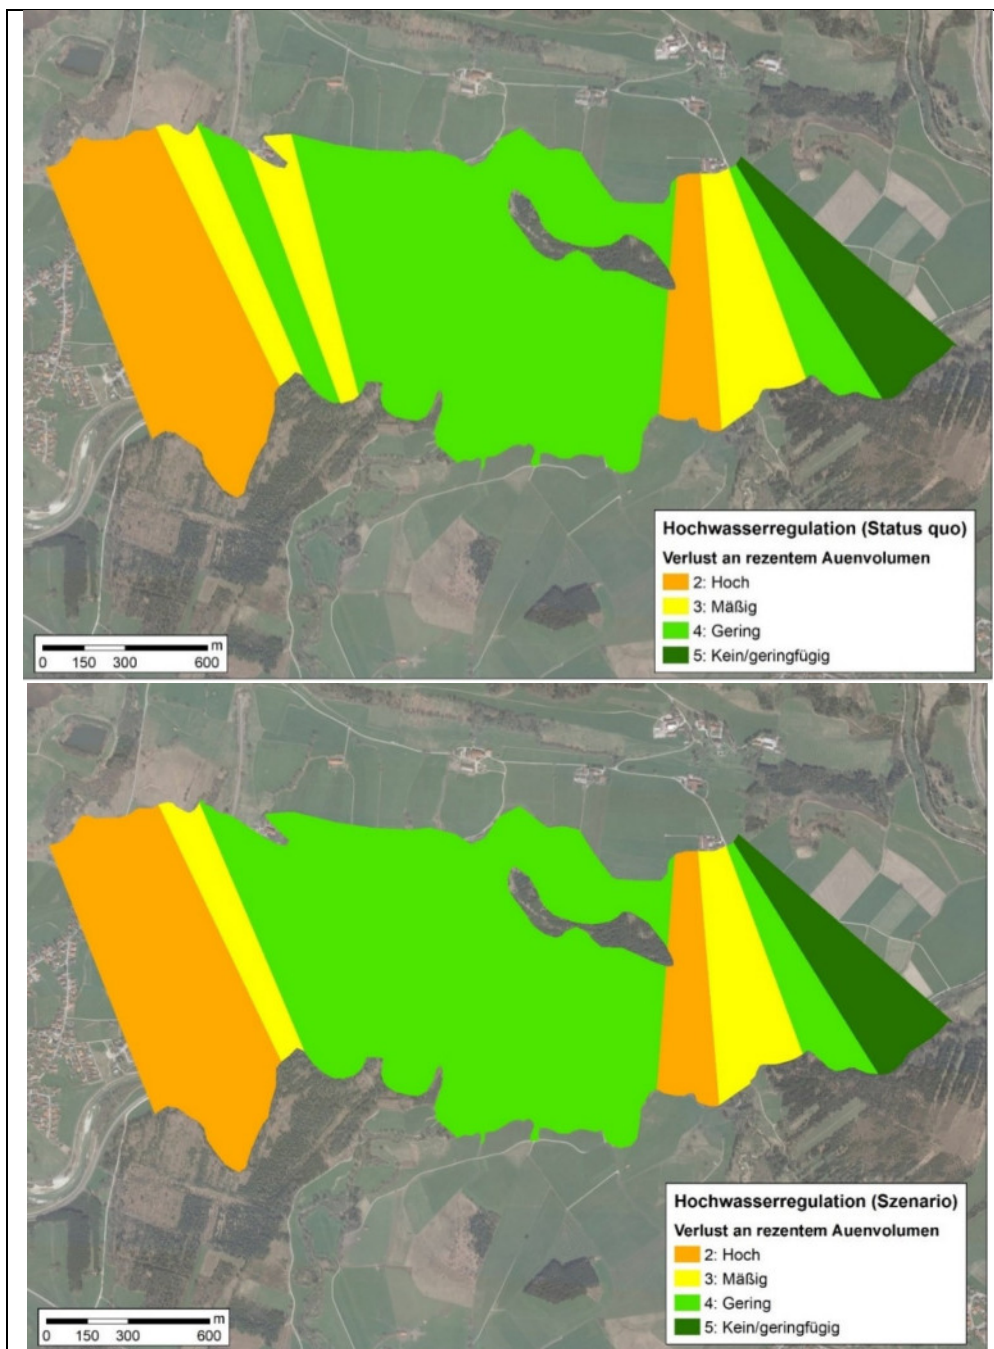 Hochwasserregulation (Status quo)
Verlust an rezentem Auenvolumen
2: Hoch
3: Mäßig
4: Gering
5: Kein/geringfügig
m
0 150 300 600
Hochwasserregulation (Szenario)
Verlust an rezentem Auenvolumen
2: Hoch
3: Mäßig
4: Gering
5: Kein/geringfügig
m
0 150 300 600